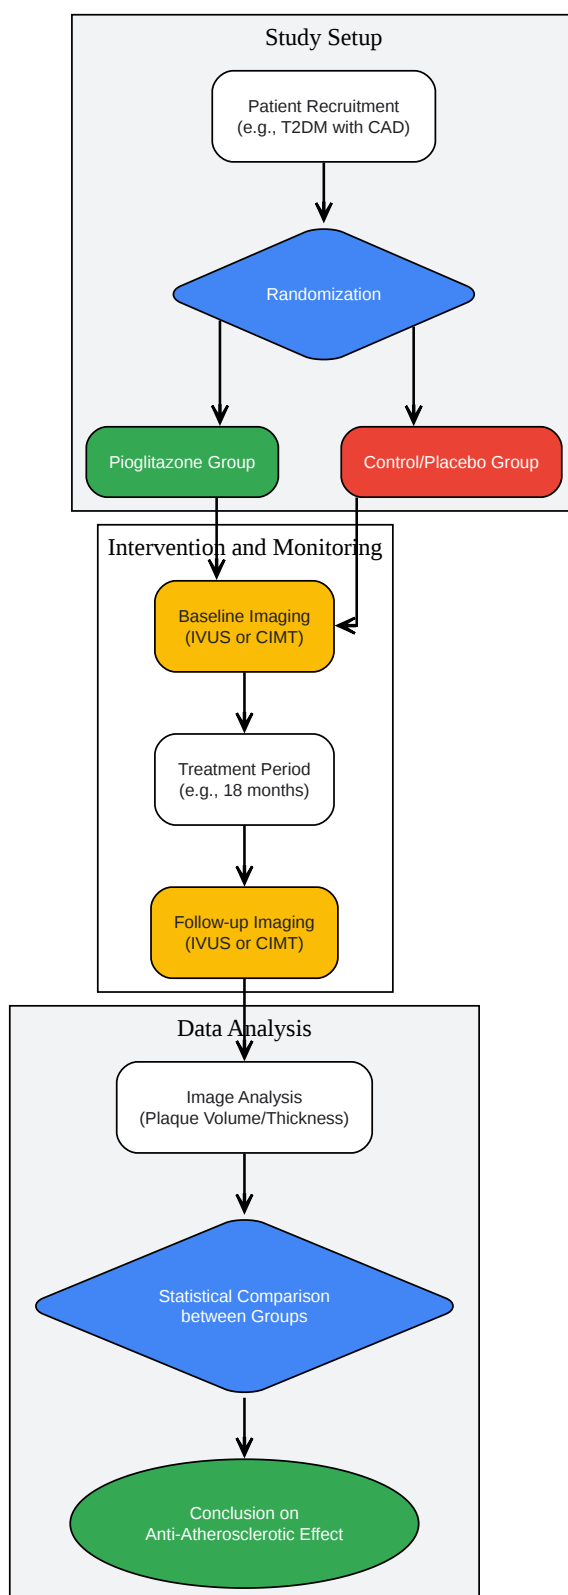 Study Setup
Patient Recruitment
(e.g., T2DM with CAD)
Randomization
Pioglitazone Group
Control/Placebo Group
Intervention and Monitoring
Baseline Imaging
(IVUS or CIMT)
Treatment Period
(e.g., 18 months)
Follow-up Imaging
(IVUS or CIMT)
Data Analysis
Image Analysis
(Plaque Volume/Thickness)
Statistical Comparison
between Groups
Conclusion on
Anti-Atherosclerotic Effect